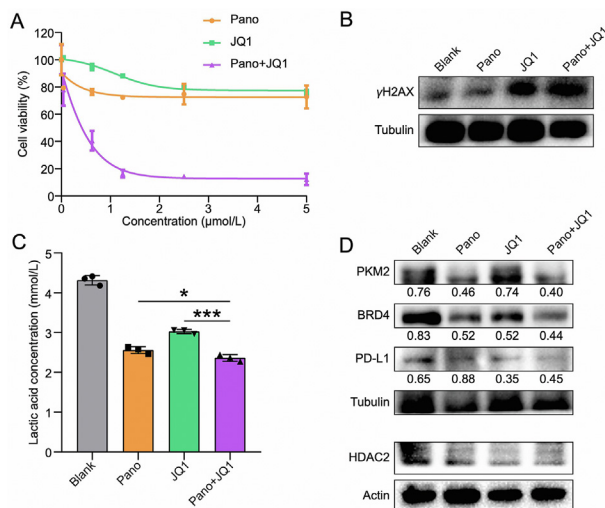 A
Pano
JQ1
Pano+JQ1
Cell viability (%)
120
100
80
60
40
20
0
0 1 2 3 4 5
Concentration (μmol/L)
B
Blank Pano JQ1 Pano+JQ1
γH2AX
Tubulin
C
Lactic acid concentration (mmol/L)
5
4
3
2
1
0
*
***
Blank Pano JQ1 Pano+JQ1
D
Blank Pano JQ1 Pano+JQ1
PKM2
0.76 0.46 0.74 0.40
BRD4
0.83 0.52 0.52 0.44
PD-L1
0.65 0.88 0.35 0.45
Tubulin
HDAC2
Actin